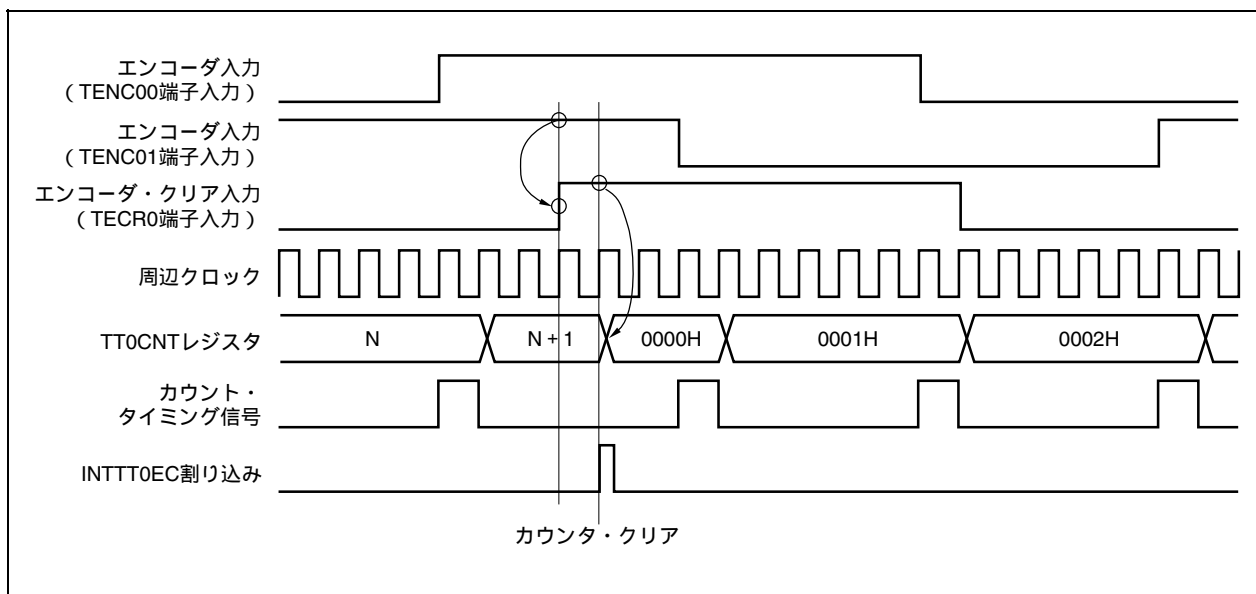 エンコーダ入力
(TENC00端子入力)
エンコーダ入力
(TENC01端子入力)
エンコーダ・クリア入力
(TECR0端子入力)
周辺クロック
TT0CNTレジスタ
N
N + 1
0000H
0001H
0002H
カウント・
タイミング信号
INTTT0EC割り込み
カウンタ・クリア